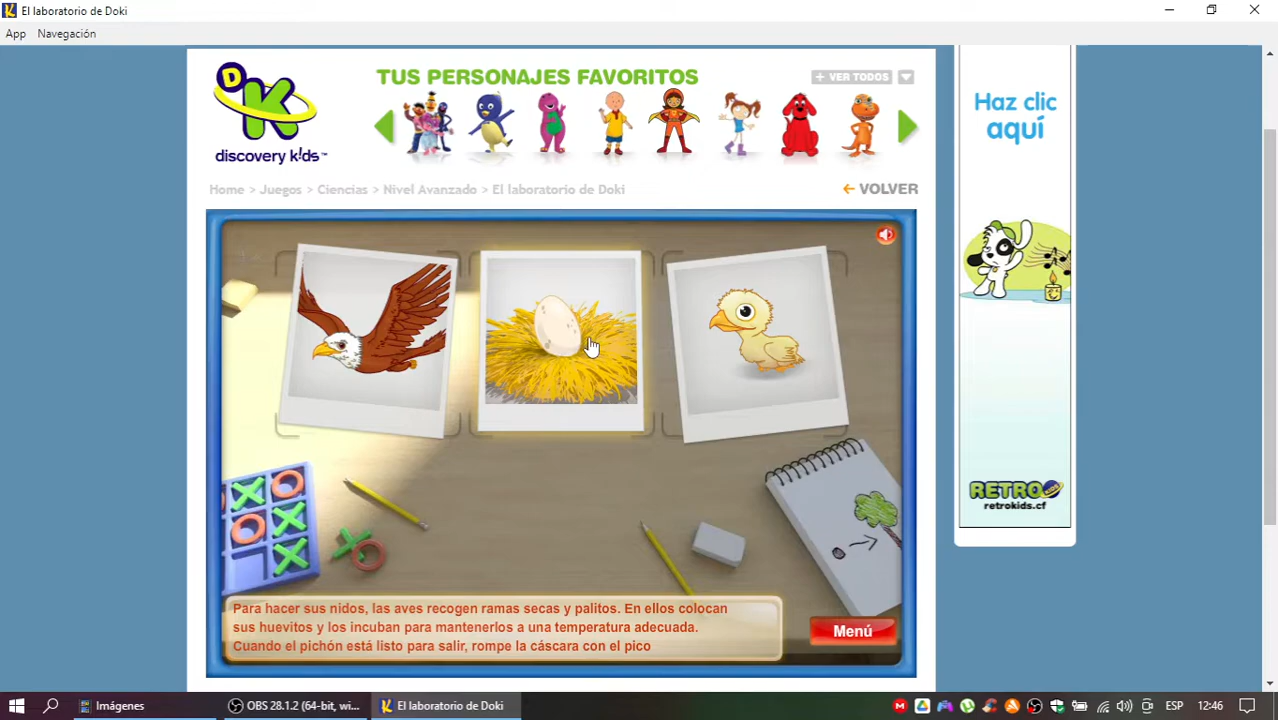 El laboratorio de Doki
App Navegación
D
K
discovery kids
TUS PERSONAJES FAVORITOS
+ VER TODOS
Home > Juegos > Ciencias > Nivel Avanzado > El laboratorio de Doki
VOLVER
Haz clic
aquí
RETRO
retrokids.cf
Para hacer sus nidos, las aves recogen ramas secas y palitos. En ellos colocan
sus huevitos y los incuban para mantenerlos a una temperatura adecuada.
Cuando el pichón está listo para salir, rompe la cáscara con el pico
Menú
Imágenes
OBS 28.1.2 (64-bit, wi...
El laboratorio de Doki
ESP
12:46